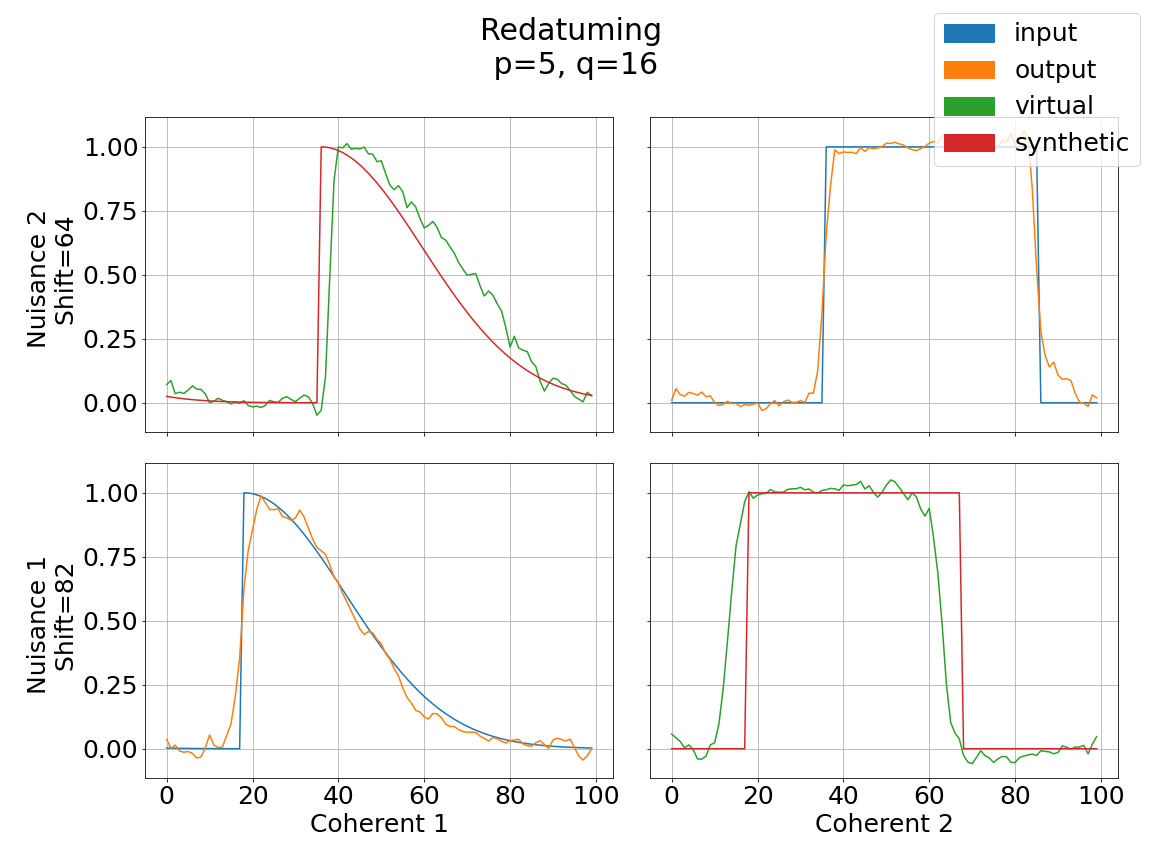 Redatuming
p=5, q=16
input
output
virtual
synthetic
Nuisance 2
Shift=64
1.00
0.75
0.50
0.25
0.00
Nuisance 1
Shift=82
1.00
0.75
0.50
0.25
0.00
0 20 40 60 80 100
0 20 40 60 80 100
Coherent 1
Coherent 2